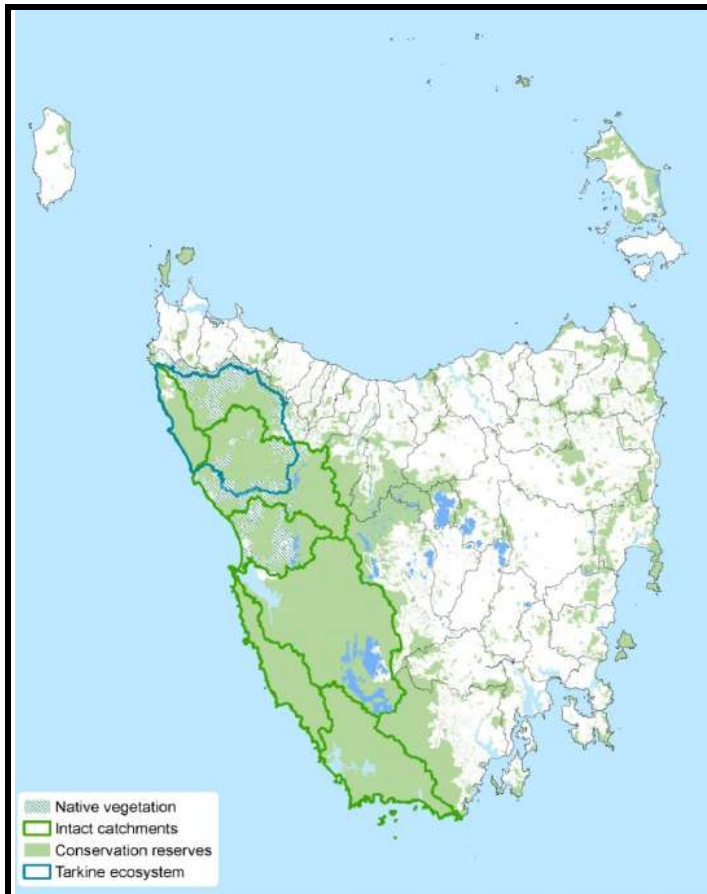 Native vegetation
Intact catchments
Conservation reserves
Tarkine ecosystem